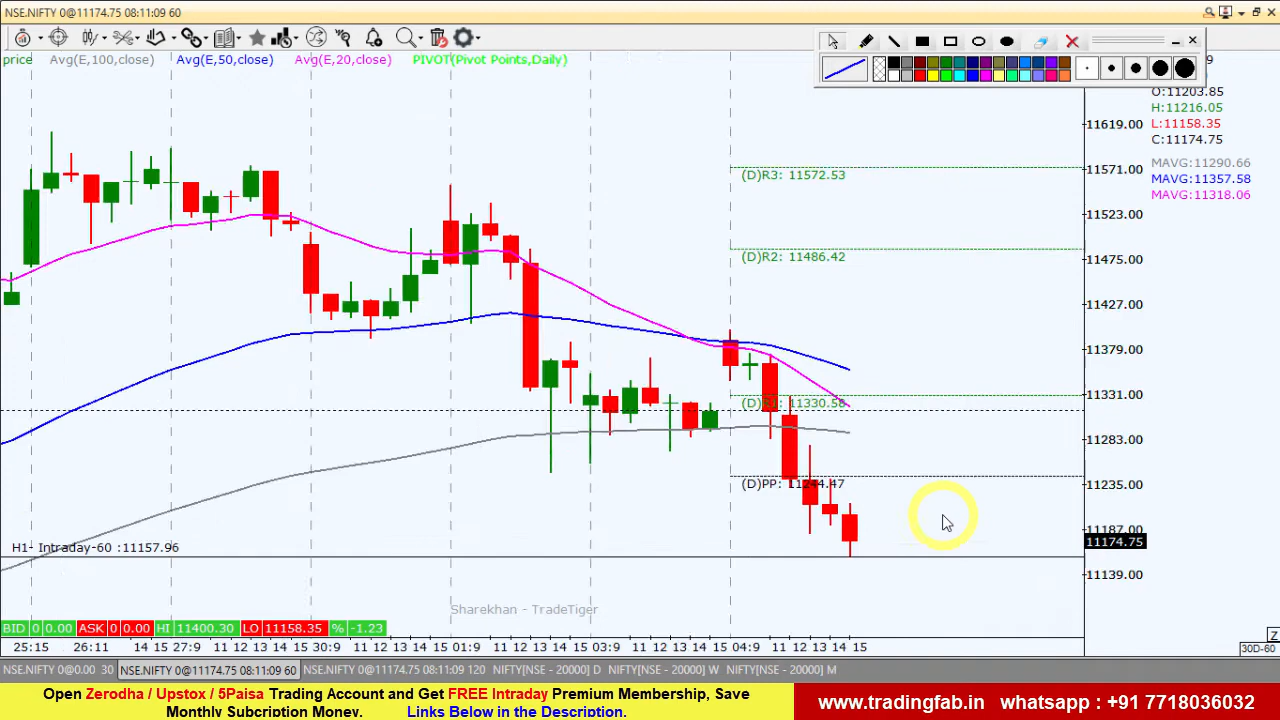 NSE.NIFTY 0@11174.75 08:11:09 60
price Avg(E,100,close) Avg(E,50,close) Avg(E,20,close) PIVOT(Pivot Points,Daily)
O:11203.85
H:11216.05
L:11158.35
C:11174.75
MAVG:11290.66
MAVG:11357.58
MAVG:11318.06
11619.00
11571.00
11523.00
11475.00
11427.00
11379.00
11331.00
11283.00
11235.00
11187.00
11174.75
11139.00
(D)R3: 11572.53
(D)R2: 11486.42
(D)R1: 11330.58
(D)PP: 11244.47
H1- Intraday-60 :11157.96
Sharekhan - TradeTiger
BID 0 0.00 ASK 0 0.00 HI 11400.30 LO 11158.35 % -1.23
Z
25:15 26:11 14 15 27:9 11 12 13 14 15 30:9 11 12 13 14 15 01:9 11 12 13 14 15 03:9 11 12 13 14 15 04:9 11 12 13 14 15
30D-60
NSE.NIFTY 0@0.00 30 NSE.NIFTY 0@11174.75 08:11:09 60 NSE.NIFTY 0@11174.75 08:11:09 120 NIFTY[NSE - 20000] D NIFTY[NSE - 20000] W NIFTY[NSE - 20000] M
Open Zerodha / Upstox / 5Paisa Trading Account and Get FREE Intraday Premium Membership, Save
Monthly Subcription Money. Links Below in the Description.
www.tradingfab.in whatsapp : +91 7718036032